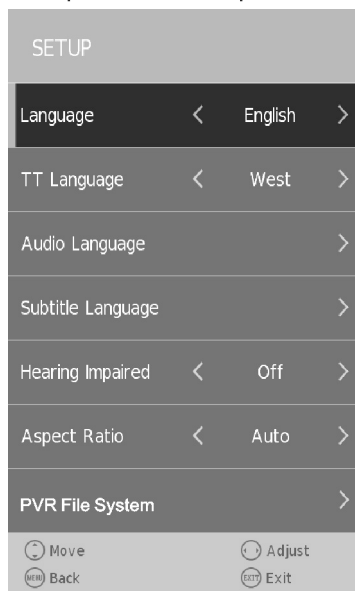 SETUP
Language < English >
TT Language < West >
Audio Language >
Subtitle Language >
Hearing Impaired < Off >
Aspect Ratio < Auto >
PVR File System >
Move Adjust
MENU Back EXIT Exit